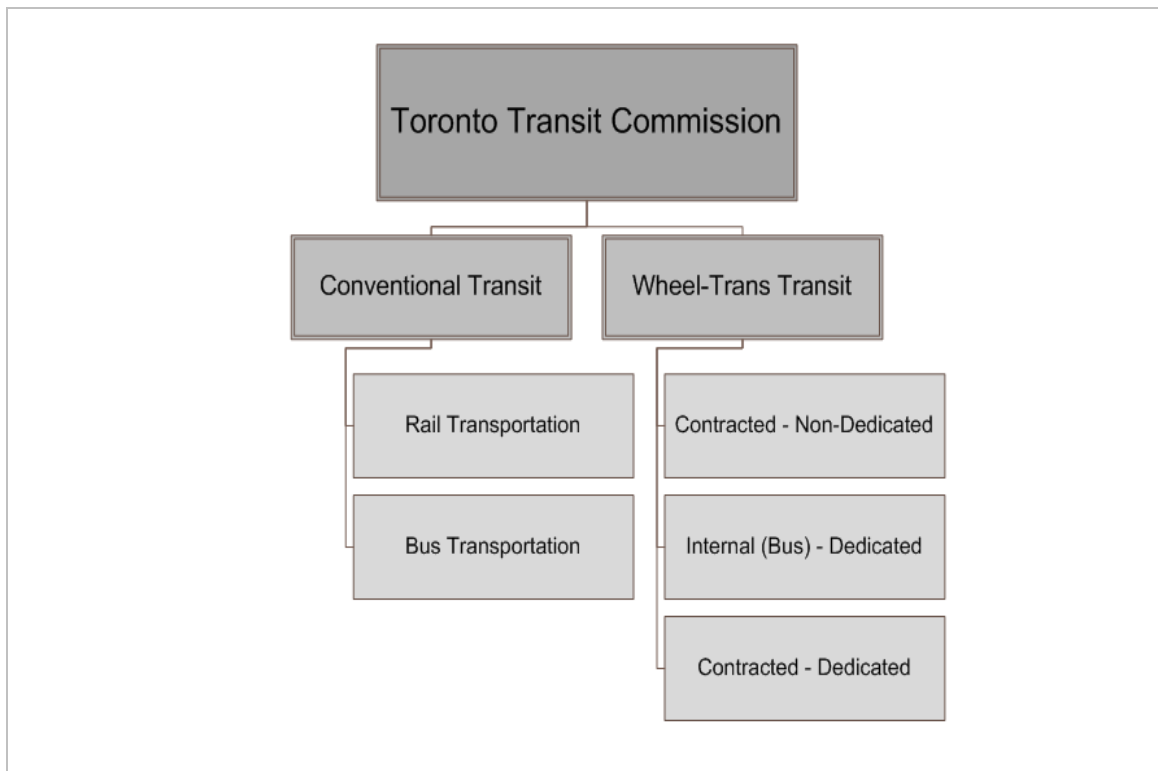 Toronto Transit Commission
Conventional Transit
Wheel-Trans Transit
Rail Transportation
Bus Transportation
Contracted - Non-Dedicated
Internal (Bus) - Dedicated
Contracted - Dedicated